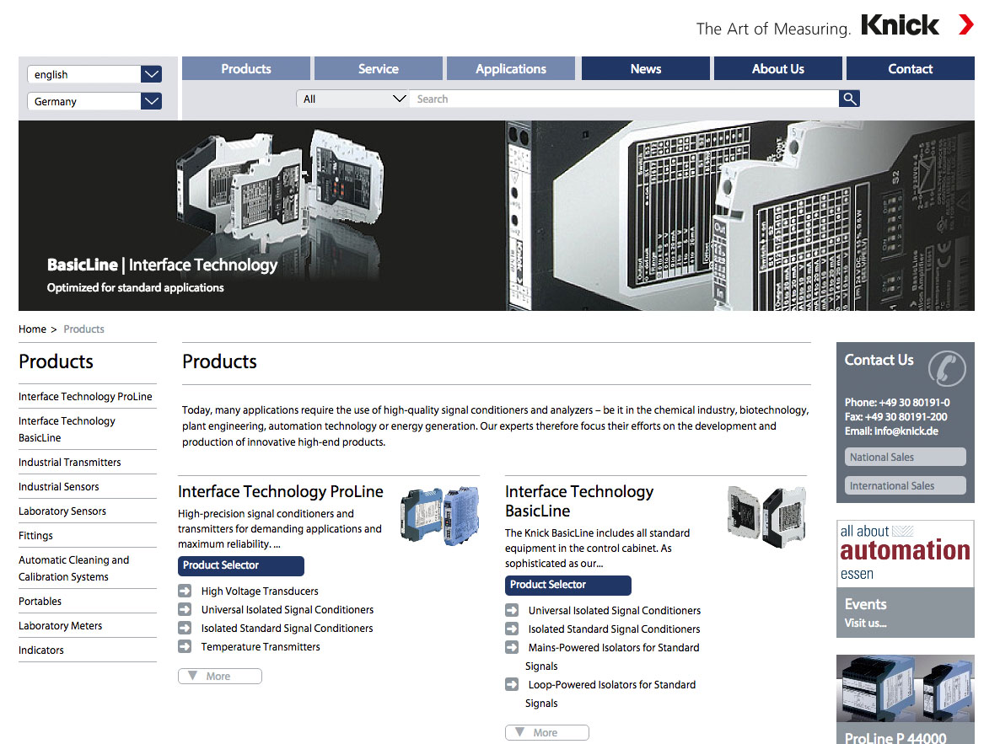 The Art of Measuring. Knick
english
Germany
Products Service Applications News About Us Contact
All Search
BasicLine | Interface Technology
Optimized for standard applications
Home > Products
Products
Interface Technology ProLine
Interface Technology
BasicLine
Industrial Transmitters
Industrial Sensors
Laboratory Sensors
Fittings
Automatic Cleaning and
Calibration Systems
Portables
Laboratory Meters
Indicators
Products
Today, many applications require the use of high-quality signal conditioners and analyzers – be it in the chemical industry, biotechnology,
plant engineering, automation technology or energy generation. Our experts therefore focus their efforts on the development and
production of innovative high-end products.
Interface Technology ProLine
High-precision signal conditioners and
transmitters for demanding applications and
maximum reliability. ...
Product Selector
High Voltage Transducers
Universal Isolated Signal Conditioners
Isolated Standard Signal Conditioners
Temperature Transmitters
More
Interface Technology
BasicLine
The Knick BasicLine includes all standard
equipment in the control cabinet. As
sophisticated as our...
Product Selector
Universal Isolated Signal Conditioners
Isolated Standard Signal Conditioners
Mains-Powered Isolators for Standard
Signals
Loop-Powered Isolators for Standard
Signals
More
Contact Us
Phone: +49 30 80191-0
Fax: +49 30 80191-200
Email: info@knick.de
National Sales
International Sales
all about
automation
essen
Events
Visit us...
ProLine P 44000